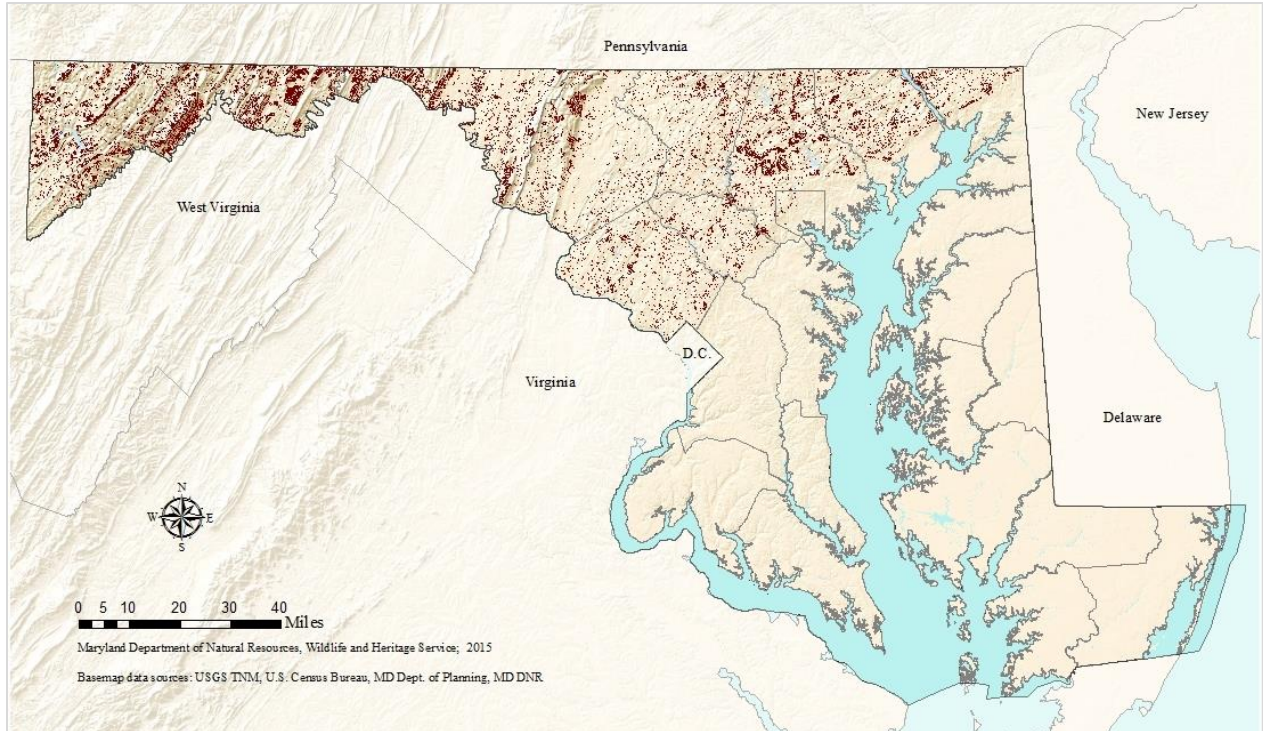 Pennsylvania
New Jersey
West Virginia
D.C.
Virginia
Delaware
N
W E
S
0 5 10 20 30 40
Miles
Maryland Department of Natural Resources, Wildlife and Heritage Service; 2015
Basemap data sources: USGS TNM, U.S. Census Bureau, MD Dept. of Planning, MD DNR